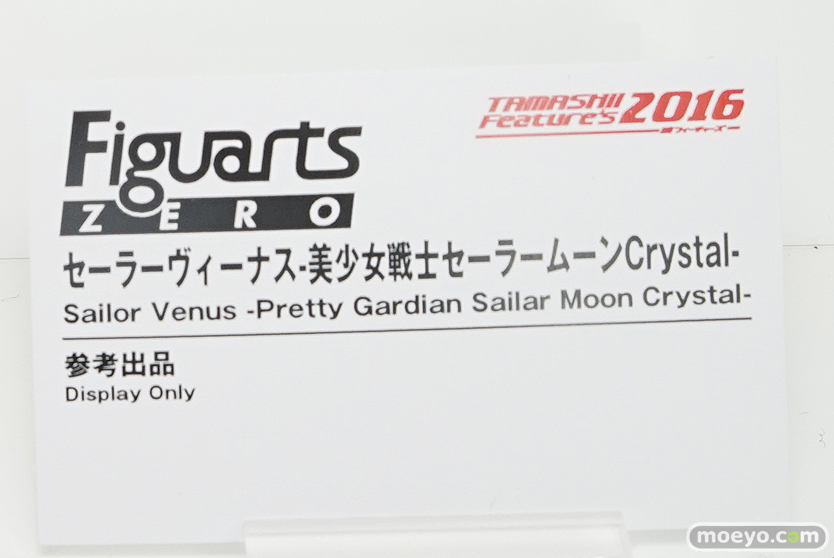 TAMASHII
Feature's 2016
魂フィーチャーズ
Figuarts
ZERO
セーラーヴィーナス-美少女戦士セーラームーンCrystal-
Sailor Venus -Pretty Gardian Sailar Moon Crystal-
参考出品
Display Only
moeyo.com